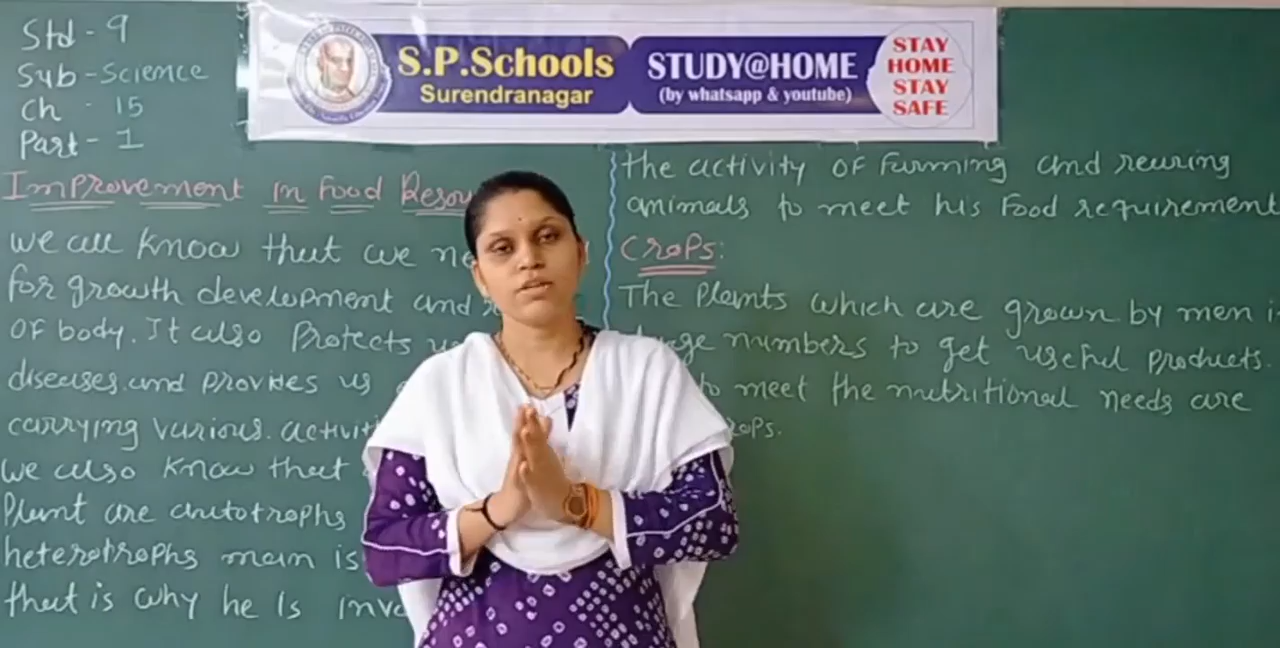 Std - 9
Sub - Science
Ch - 15
Part - 1
S.P.Schools
Surendranagar
STUDY@HOME
(by whatsapp & youtube)
STAY
HOME
STAY
SAFE
Improvement in Food
we all know that we
for growth development and
of body. It also Protects
diseases. and provides us
carrying various. activit
we also know that
Plant are autotrophs
heterotrophs man is
that is why he Is inv
the activity of Farming and rearing
animals to meet his Food requirement
Crops:
The Plants which are grown by men
numbers to get useful products.
to meet the nutritional needs are